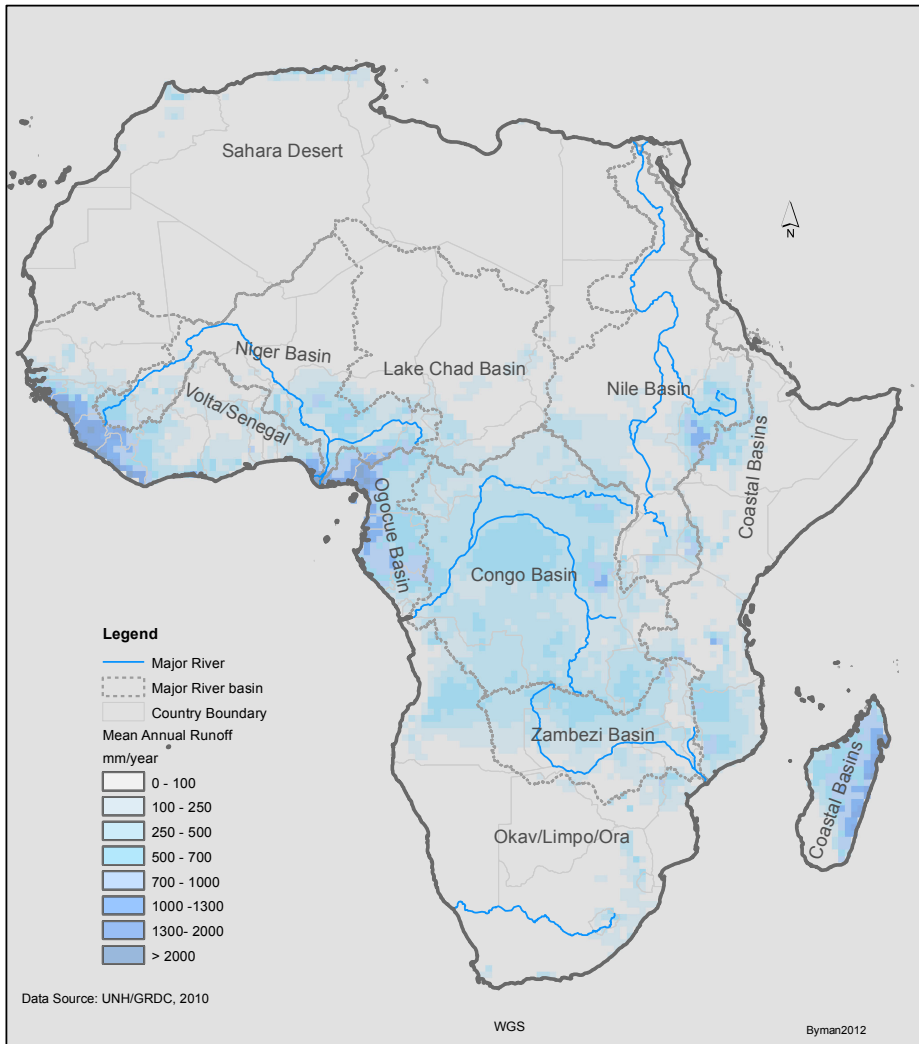 Sahara Desert
N
Niger Basin
Lake Chad Basin
Nile Basin
Volta/Senegal
Coastal Basins
Ogocue Basin
Congo Basin
Zambezi Basin
Coastal Basins
Okav/Limpo/Ora
Legend
Major River
Major River basin
Country Boundary
Mean Annual Runoff
mm/year
0 - 100
100 - 250
250 - 500
500 - 700
700 - 1000
1000 -1300
1300- 2000
> 2000
Data Source: UNH/GRDC, 2010
WGS
Byman2012